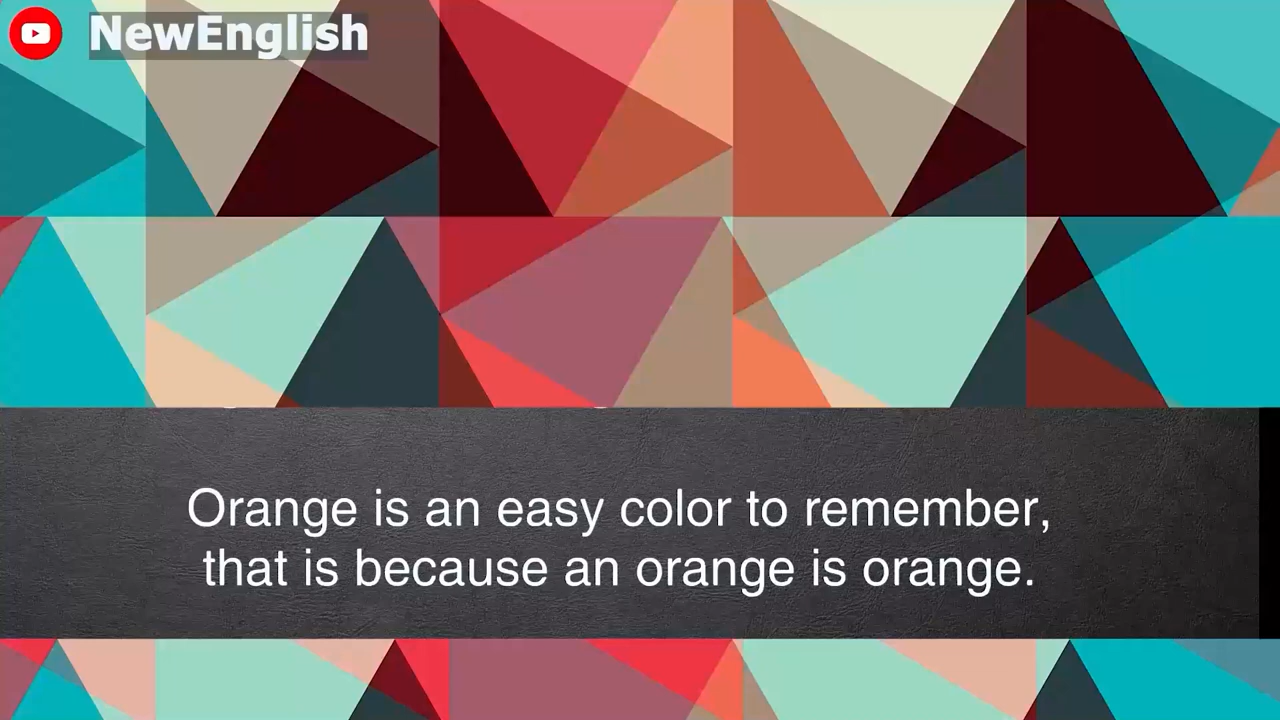 NewEnglish
Orange is an easy color to remember,
that is because an orange is orange.